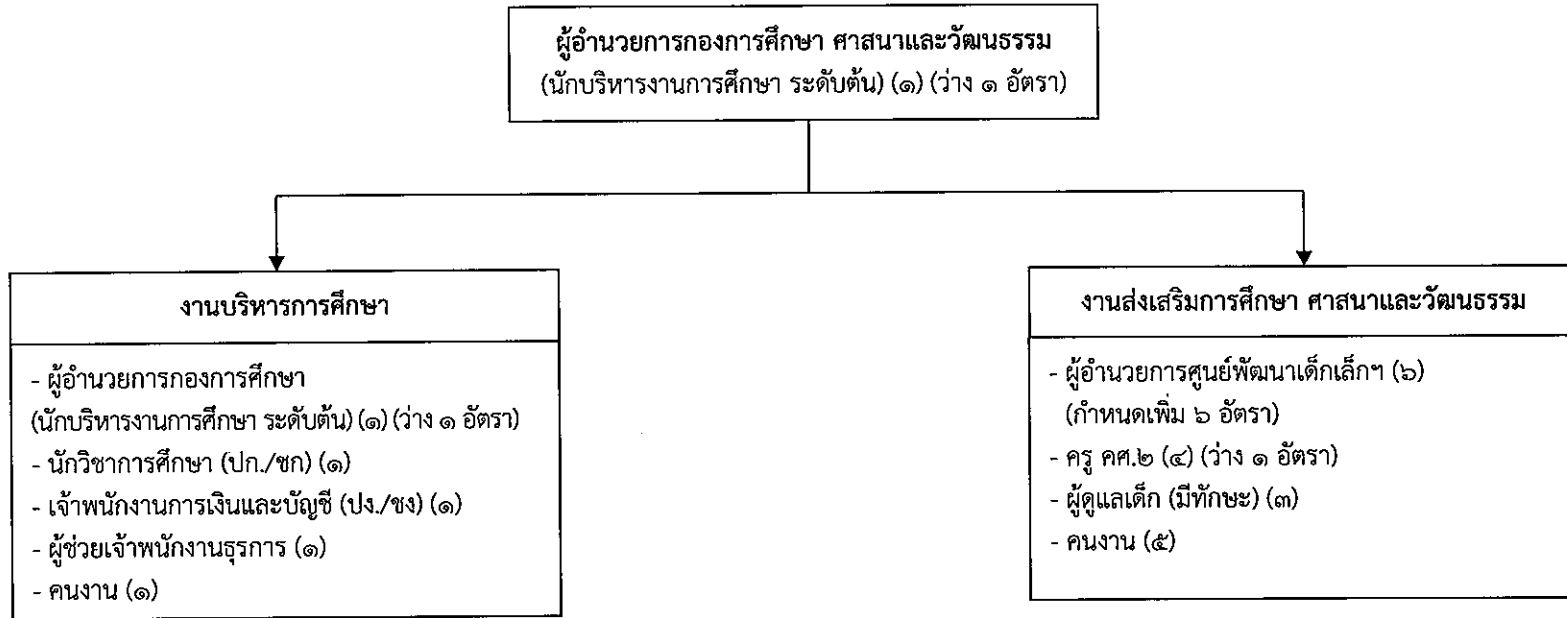 ผู้อำนวยการกองการศึกษา ศาสนาและวัฒนธรรม
(นักบริหารงานการศึกษา ระดับต้น) (๑) (ว่าง ๑ อัตรา)
งานบริหารการศึกษา
- ผู้อำนวยการกองการศึกษา
(นักบริหารงานการศึกษา ระดับต้น) (๑) (ว่าง ๑ อัตรา)
- นักวิชาการศึกษา (ปก./ชก) (๑)
- เจ้าพนักงานการเงินและบัญชี (ปง./ชง) (๑)
- ผู้ช่วยเจ้าพนักงานธุรการ (๑)
- คนงาน (๑)
งานส่งเสริมการศึกษา ศาสนาและวัฒนธรรม
- ผู้อำนวยการศูนย์พัฒนาเด็กเล็กฯ (๖)
(กำหนดเพิ่ม ๖ อัตรา)
- ครู คศ.๒ (๔) (ว่าง ๑ อัตรา)
- ผู้ดูแลเด็ก (มีทักษะ) (๓)
- คนงาน (๕)